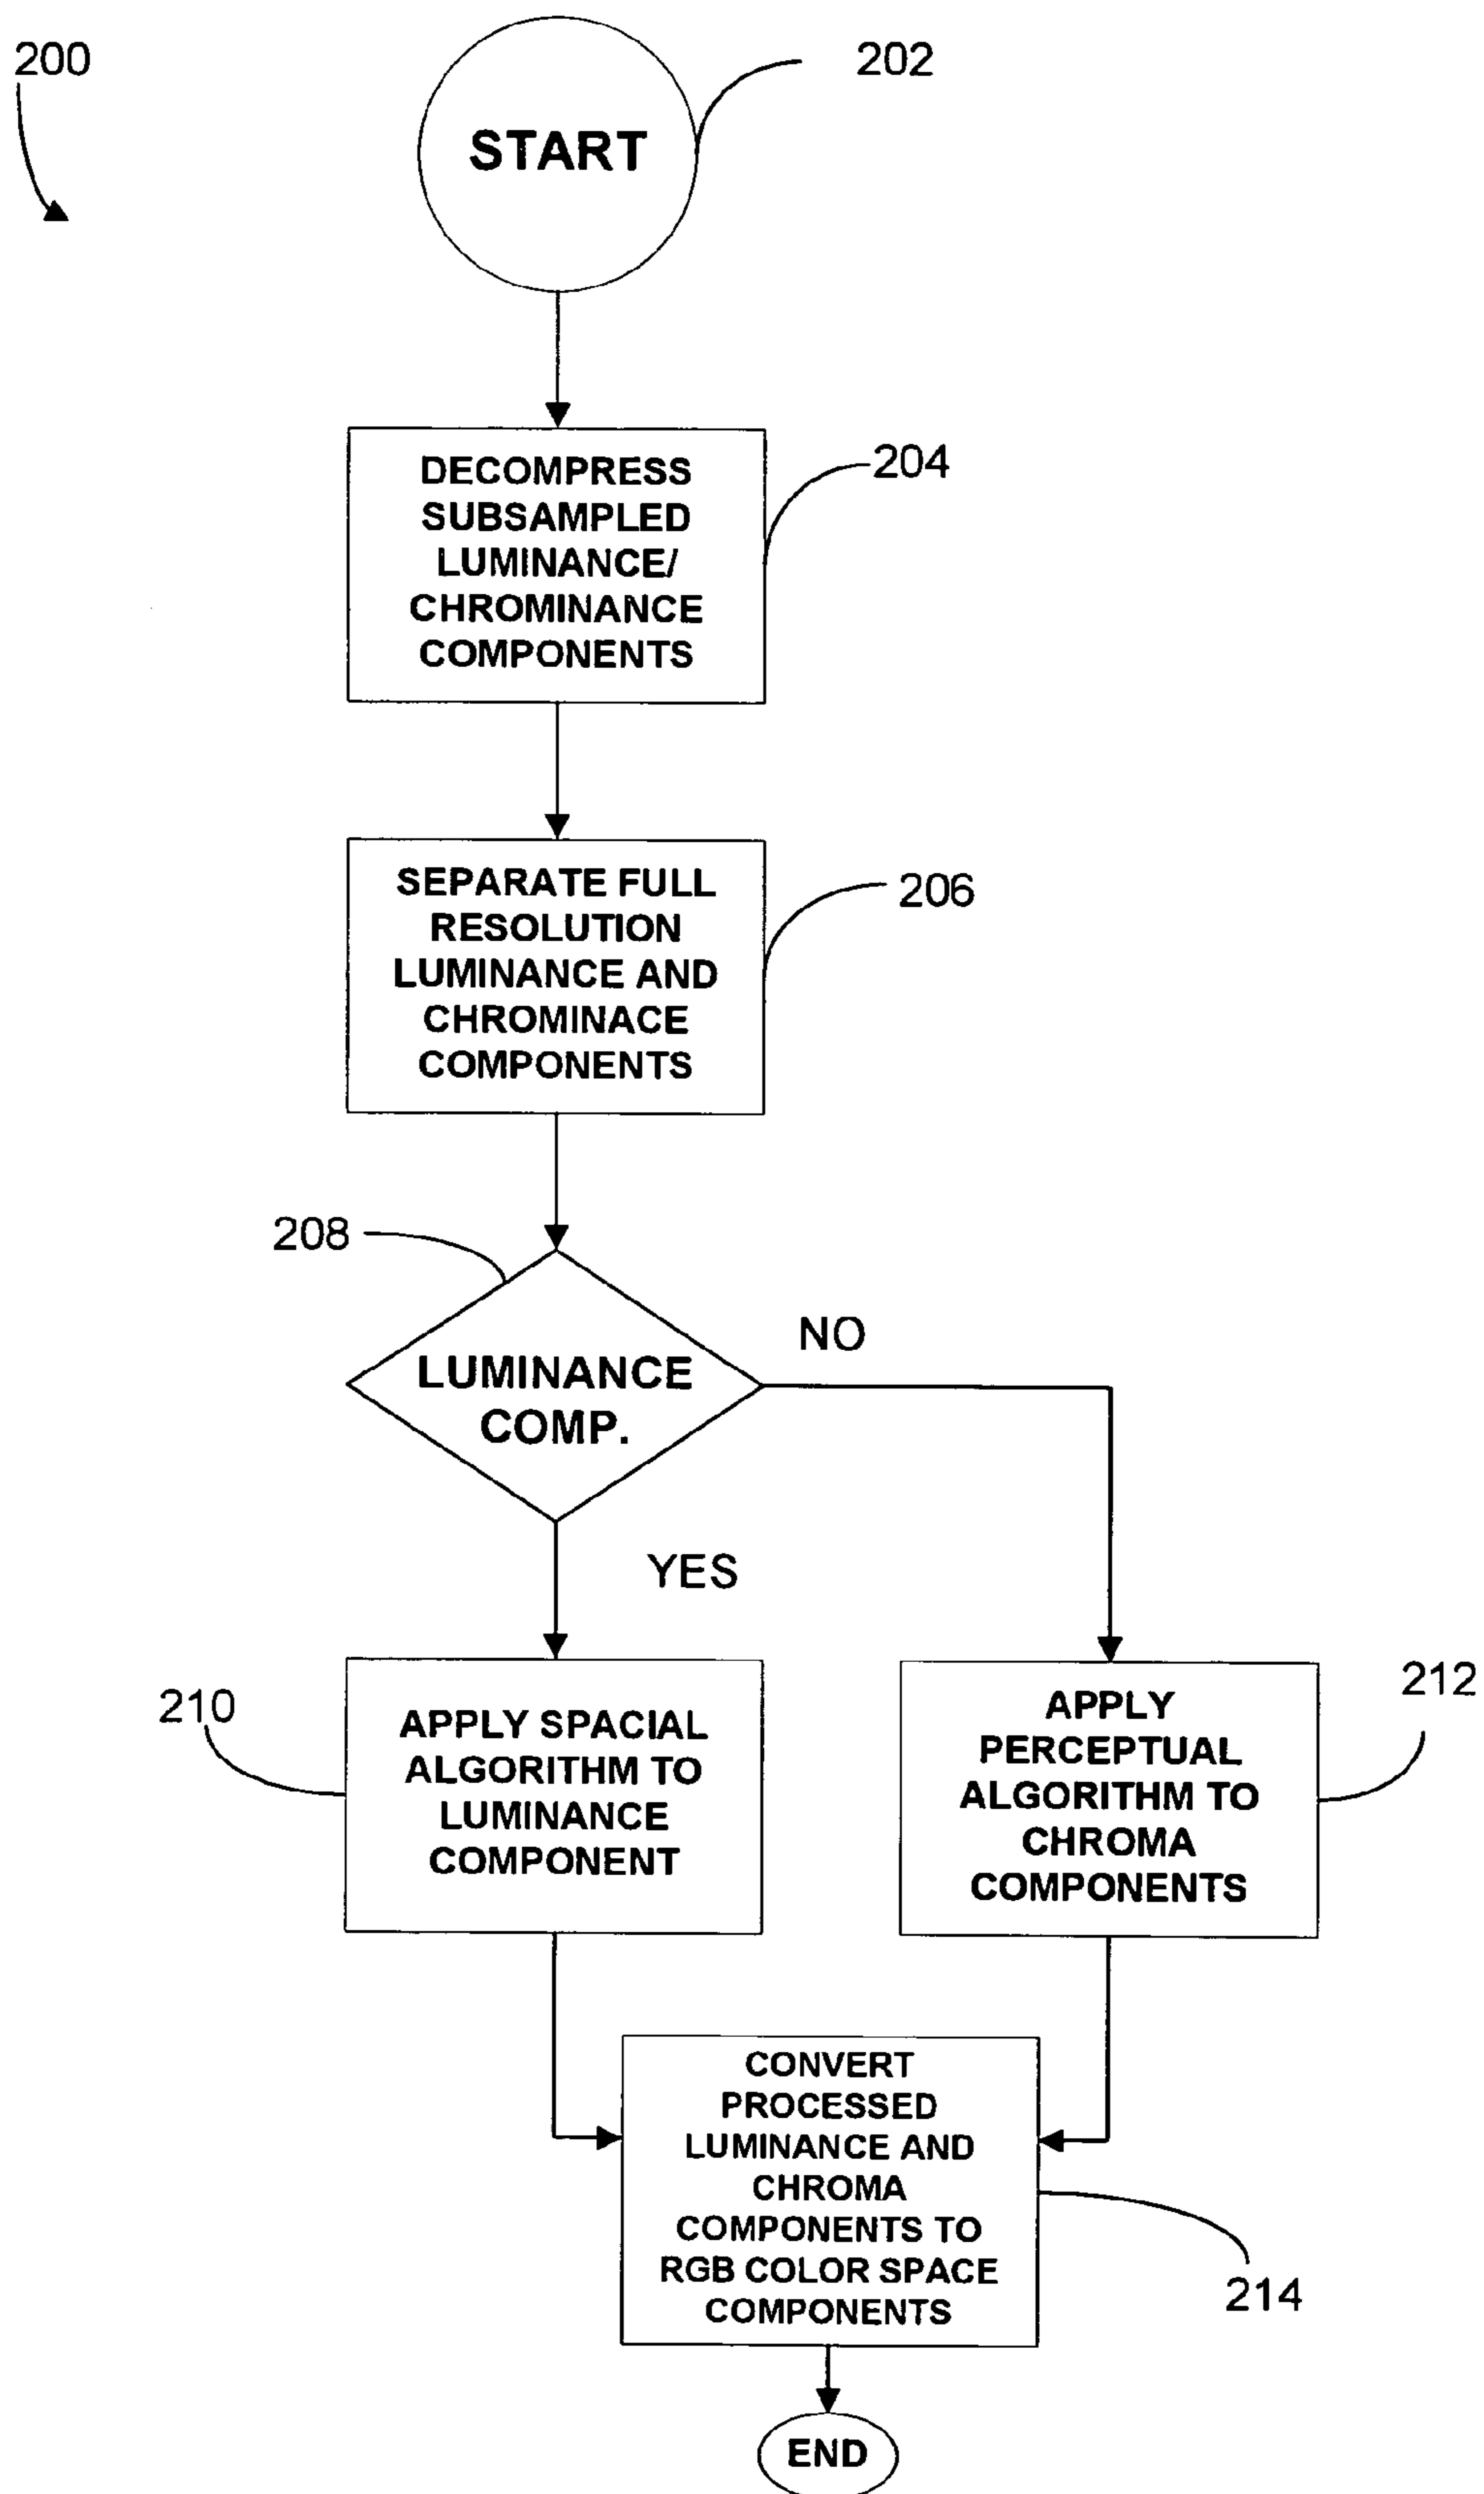 200
202
START
204
DECOMPRESS
SUBSAMPLED
LUMINANCE/
CHROMINANCE
COMPONENTS
206
SEPARATE FULL
RESOLUTION
LUMINANCE AND
CHROMINACE
COMPONENTS
208
LUMINANCE
COMP.
NO
YES
210
APPLY SPACIAL
ALGORITHM TO
LUMINANCE
COMPONENT
212
APPLY
PERCEPTUAL
ALGORITHM TO
CHROMA
COMPONENTS
CONVERT
PROCESSED
LUMINANCE AND
CHROMA
COMPONENTS TO
RGB COLOR SPACE
COMPONENTS
214
END